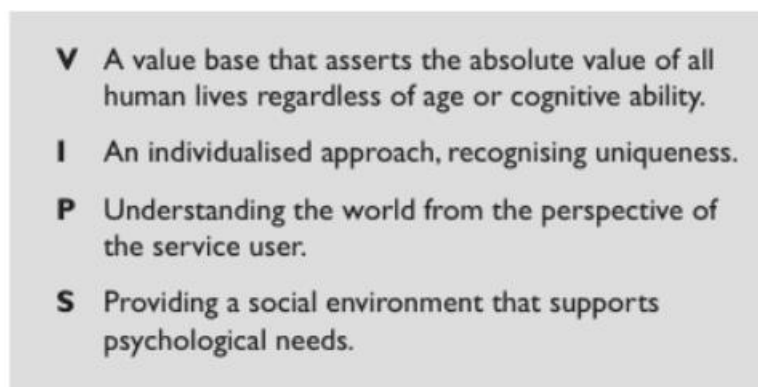 V A value base that asserts the absolute value of all
human lives regardless of age or cognitive ability.
I An individualised approach, recognising uniqueness.
P Understanding the world from the perspective of
the service user.
S Providing a social environment that supports
psychological needs.